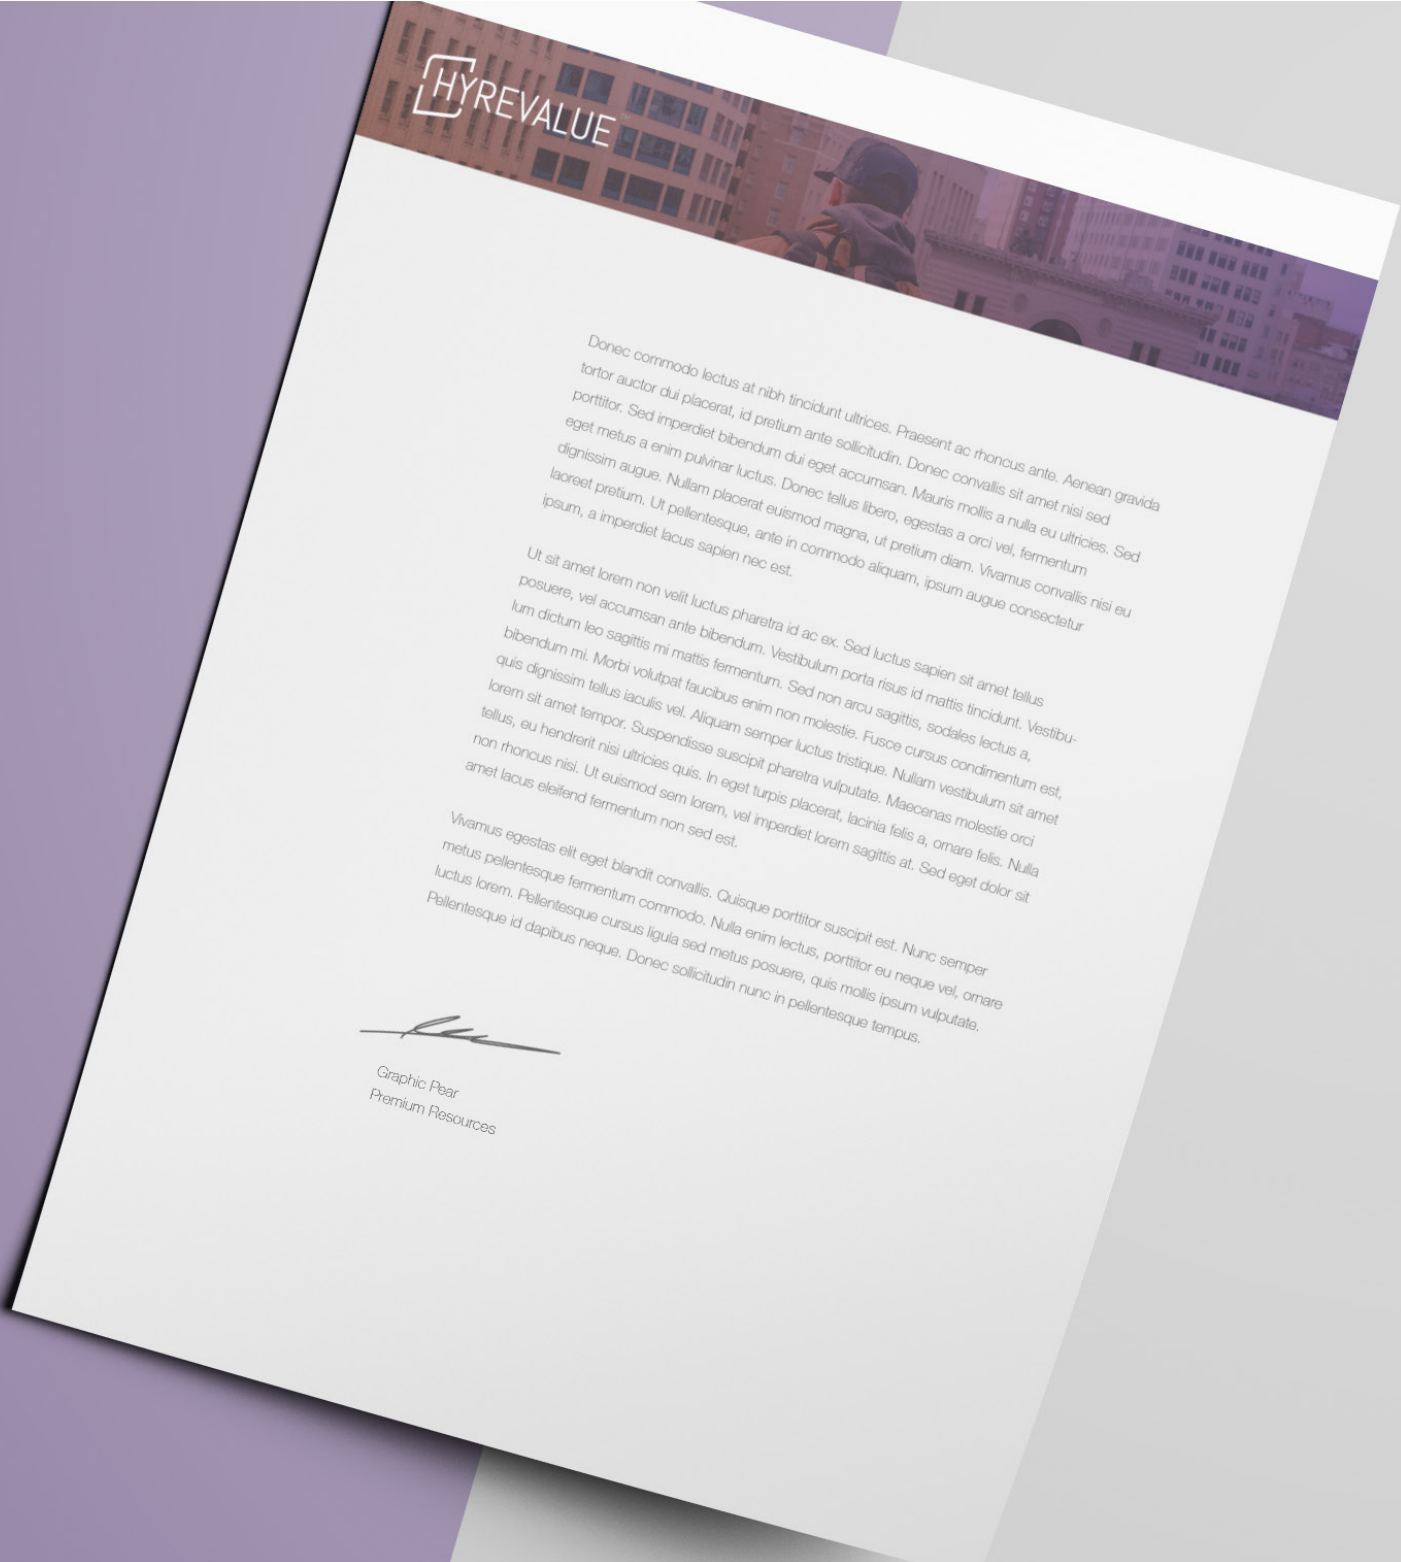 HYREVALUE
Donec commodo lectus at nibh tincidunt ultrices. Praesent ac rhoncus ante. Aenean gravida
tortor auctor dui placerat, id pretium ante sollicitudin. Donec convallis sit amet nisi sed
porttitor. Sed imperdiet bibendum dui eget accumsan. Mauris mollis a nulla eu ultricies. Sed
eget metus a enim pulvinar luctus. Donec tellus libero, egestas a orci vel, fermentum
dignissim augue. Nullam placerat euismod magna, ut pretium diam. Vivamus convallis nisi eu
laoreet pretium. Ut pellentesque, ante in commodo aliquam, ipsum augue consectetur
ipsum, a imperdiet lacus sapien nec est.
Ut sit amet lorem non velit luctus pharetra id ac ex. Sed luctus sapien sit amet tellus
posuere, vel accumsan ante bibendum. Vestibulum porta risus id mattis tincidunt. Vestibu-
lum dictum leo sagittis mi mattis fermentum. Sed non arcu sagittis, sodales lectus a,
bibendum mi. Morbi volutpat faucibus enim non molestie. Fusce cursus condimentum est,
quis dignissim tellus iaculis vel. Aliquam semper luctus tristique. Nullam vestibulum sit amet
lorem sit amet tempor. Suspendisse suscipit pharetra vulputate. Maecenas molestie orci
tellus, eu hendrerit nisi ultricies quis. In eget turpis placerat, lacinia felis a, ornare felis. Nulla
non rhoncus nisi. Ut euismod sem lorem, vel imperdiet lorem sagittis at. Sed eget dolor sit
amet lacus eleifend fermentum non sed est.
Vivamus egestas elit eget blandit convallis. Quisque porttitor suscipit est. Nunc semper
metus pellentesque fermentum commodo. Nulla enim lectus, porttitor eu neque vel, ornare
luctus lorem. Pellentesque cursus ligula sed metus posuere, quis mollis ipsum vulputate.
Pellentesque id dapibus neque. Donec sollicitudin nunc in pellentesque tempus.
Graphic Pear
Premium Resources